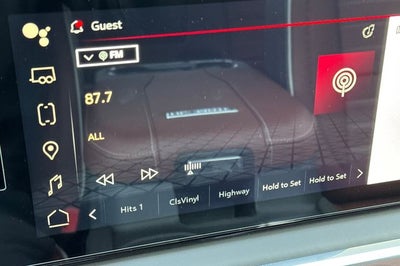 Guest
FM
87.7
ALL
Hits 1
ClsVinyl
Highway
Hold to Set
Hold to Set